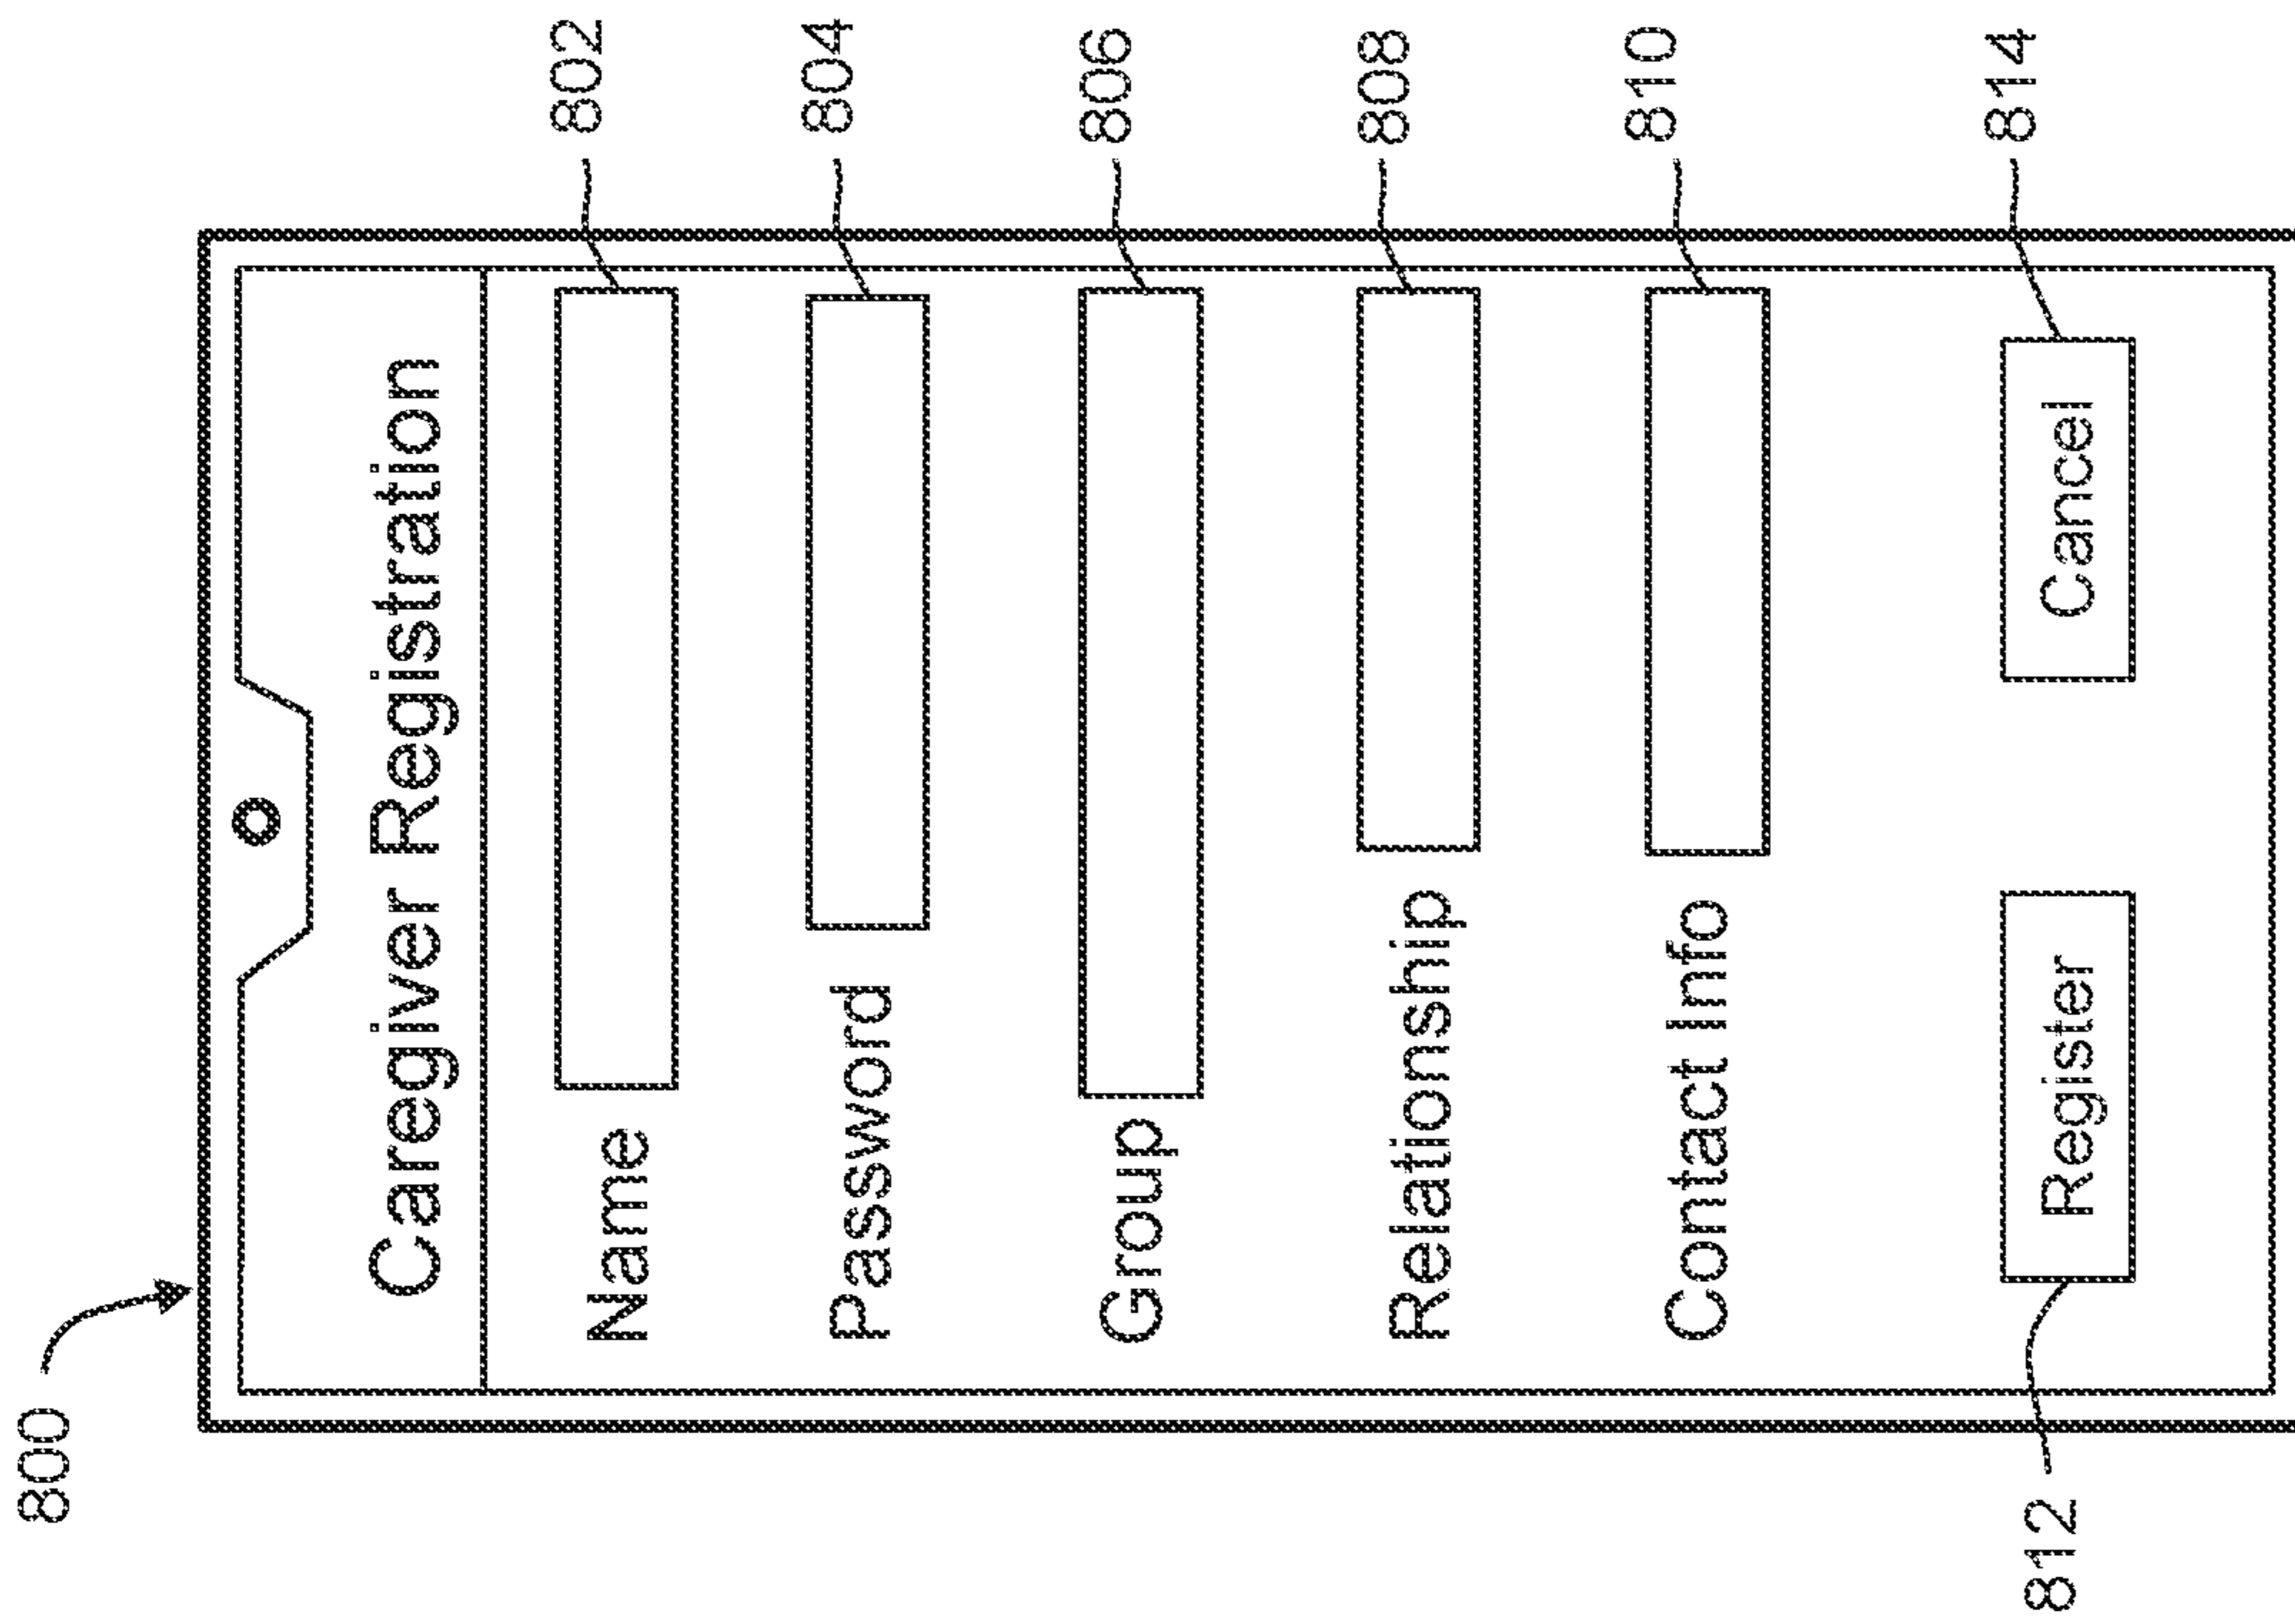 800
Caregiver Registration
Name 802
Password 804
Group 806
Relationship 808
Contact Info 810
812 Register Cancel 814